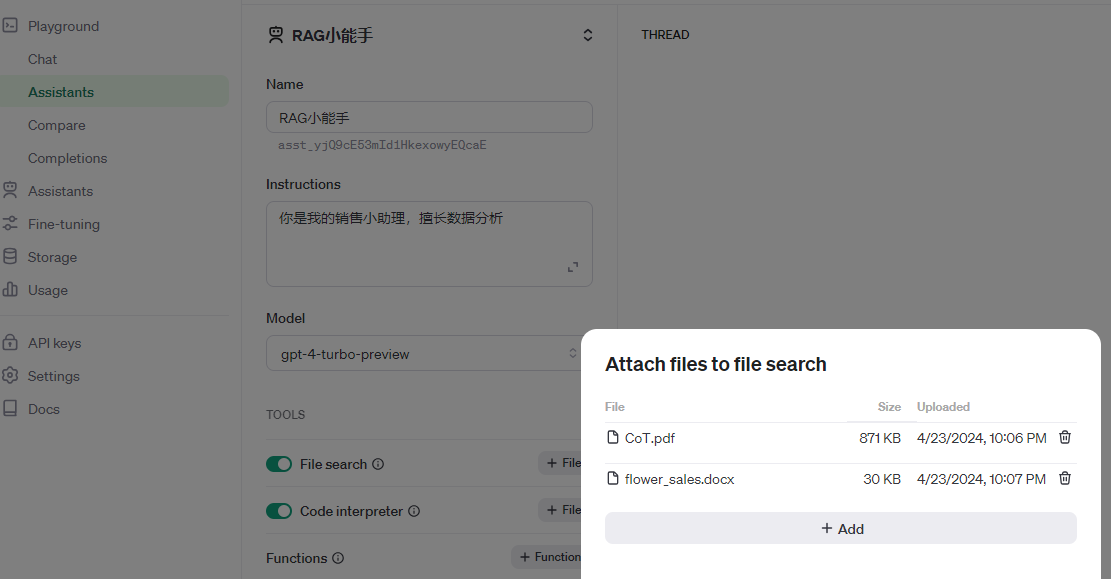 Playground
Chat
Assistants
Compare
Completions
Assistants
Fine-tuning
Storage
Usage
API keys
Settings
Docs
RAG小能手
Name
RAG小能手
asst_yjQ9cE53mId1HkexowyEQcaE
Instructions
你是我的销售小助理，擅长数据分析
Model
gpt-4-turbo-preview
TOOLS
File search
+ File
Code interpreter
+ File
Functions
+ Function
THREAD
Attach files to file search
File Size Uploaded
CoT.pdf 871 KB 4/23/2024, 10:06 PM
flower_sales.docx 30 KB 4/23/2024, 10:07 PM
+ Add